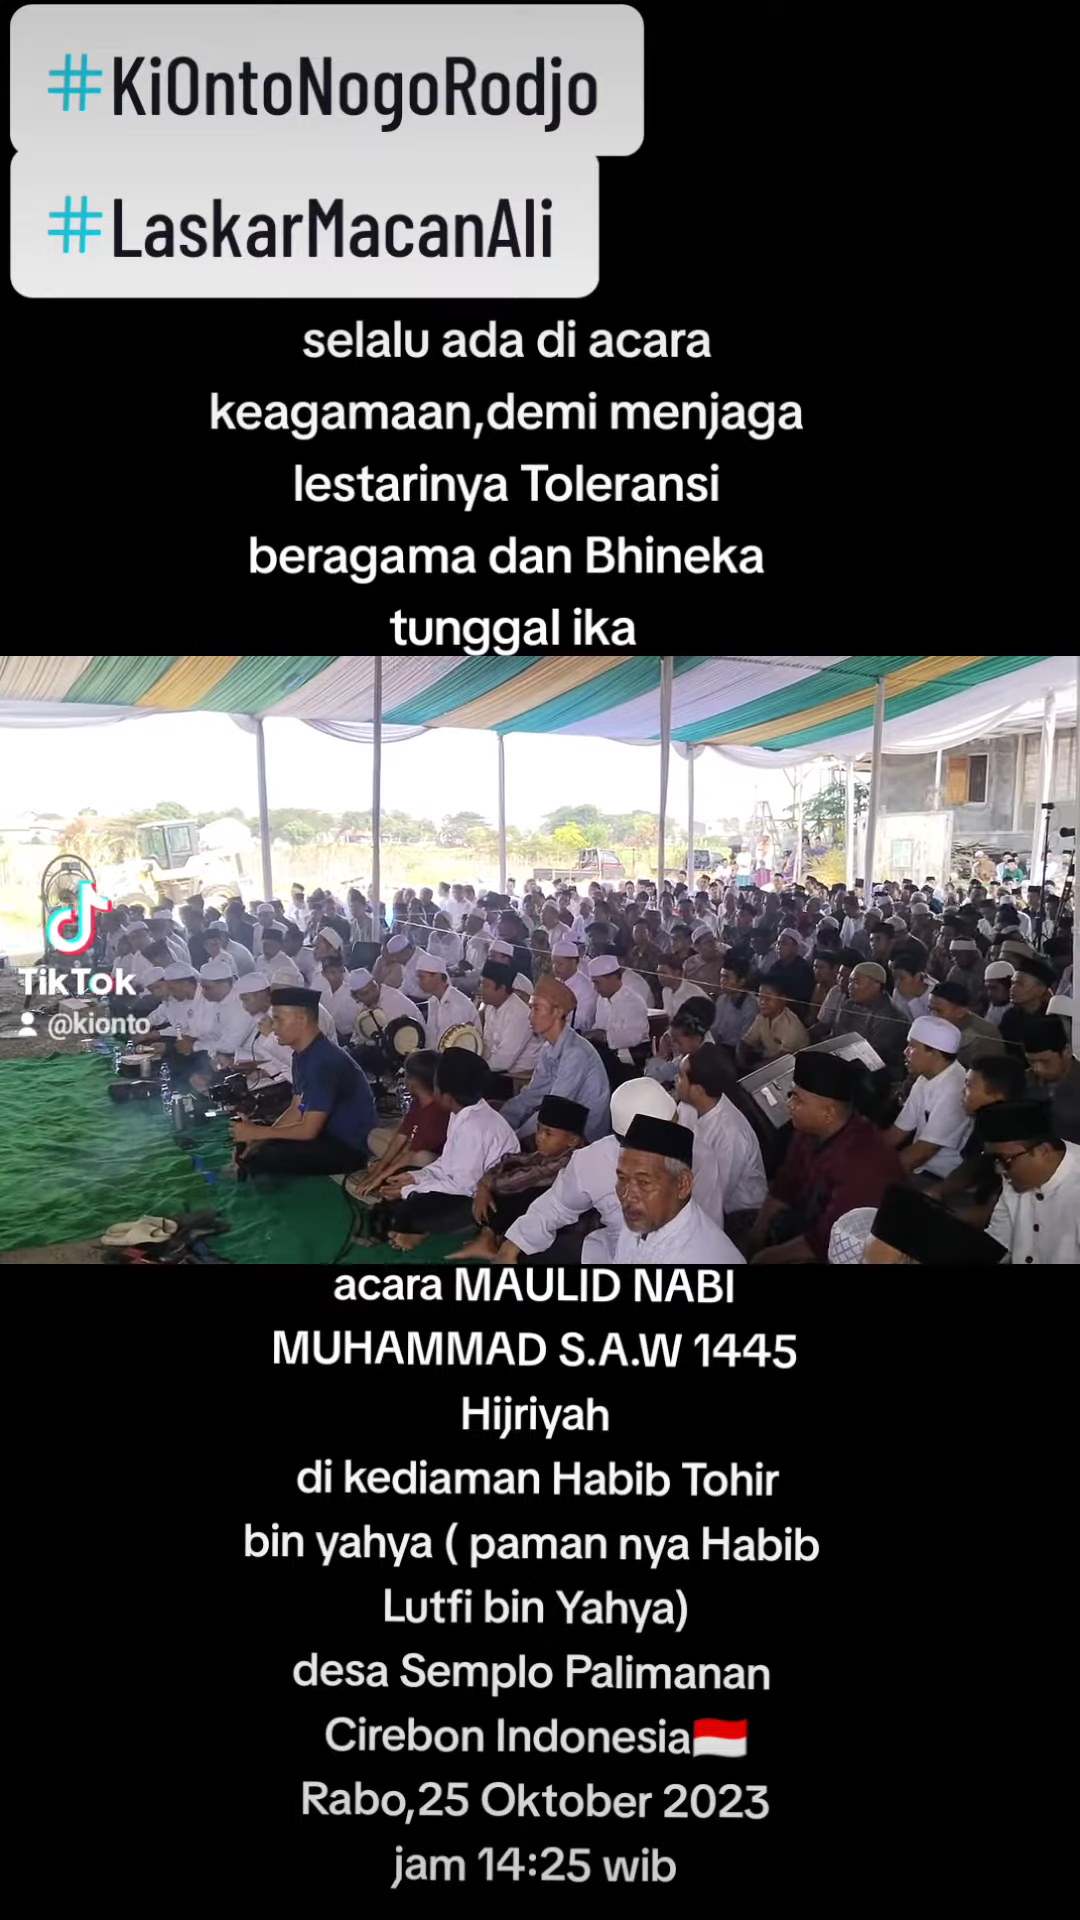 #KiOntoNogoRodjo
#LaskarMacanAli
selalu ada di acara
keagamaan,demi menjaga
lestarinya Toleransi
beragama dan Bhineka
tunggal ika
TikTok
@kionto
acara MAULID NABI
MUHAMMAD S.A.W 1445
Hijriyah
di kediaman Habib Tohir
bin yahya ( paman nya Habib
Lutfi bin Yahya)
desa Semplo Palimanan
Cirebon Indonesia🇮🇩
Rabo,25 Oktober 2023
jam 14:25 wib